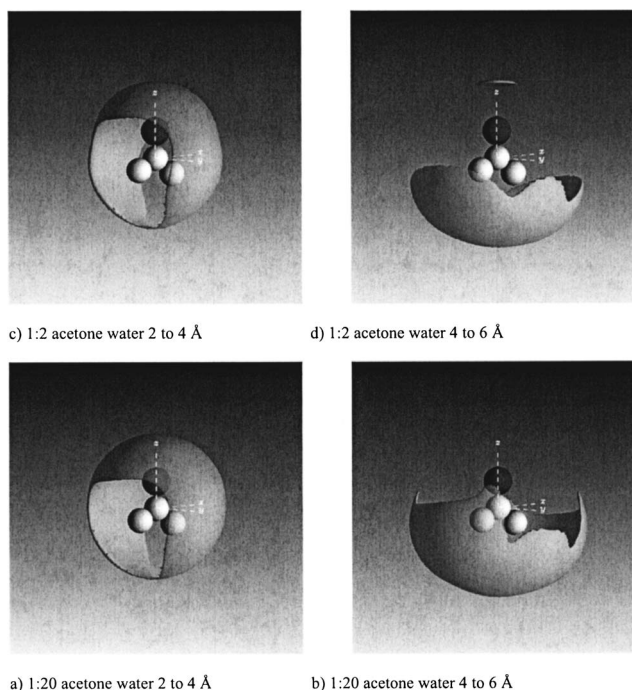 z
x
y
z
x
y
c) 1:2 acetone water 2 to 4 Å
d) 1:2 acetone water 4 to 6 Å
z
x
y
z
x
y
a) 1:20 acetone water 2 to 4 Å
b) 1:20 acetone water 4 to 6 Å